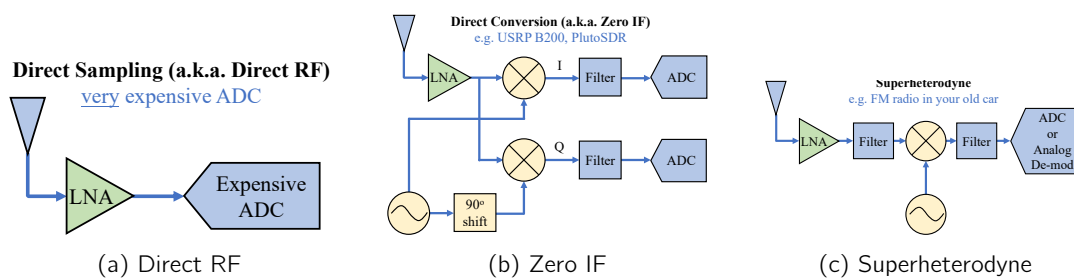 Direct Sampling (a.k.a. Direct RF)
very expensive ADC
LNA
Expensive
ADC
(a) Direct RF
Direct Conversion (a.k.a. Zero IF)
e.g. USRP B200, PlutoSDR
LNA
I
Filter
ADC
Q
Filter
ADC
90o
shift
(b) Zero IF
Superheterodyne
e.g. FM radio in your old car
LNA
Filter
Filter
ADC
or
Analog
De-mod
(c) Superheterodyne